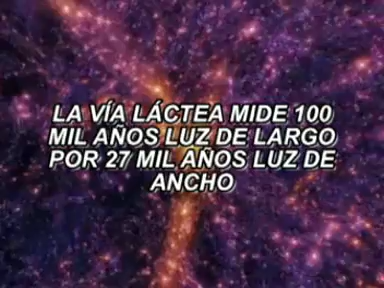 LA VÍA LÁCTEA MIDE 100
MIL AÑOS LUZ DE LARGO
POR 27 MIL AÑOS LUZ DE
ANCHO